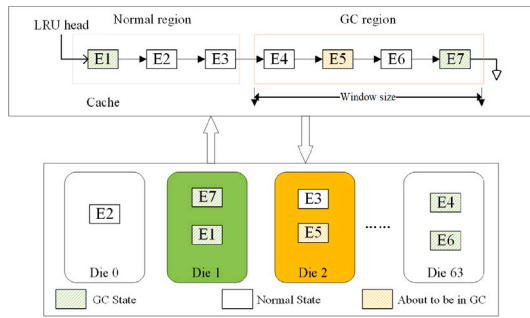 Normal region GC region
LRU head
E1 E2 E3 E4 E5 E6 E7
Cache Window size
E2 E7 E3 E4
E1 E5 E6
......
Die 0 Die 1 Die 2 Die 63
GC State Normal State About to be in GC